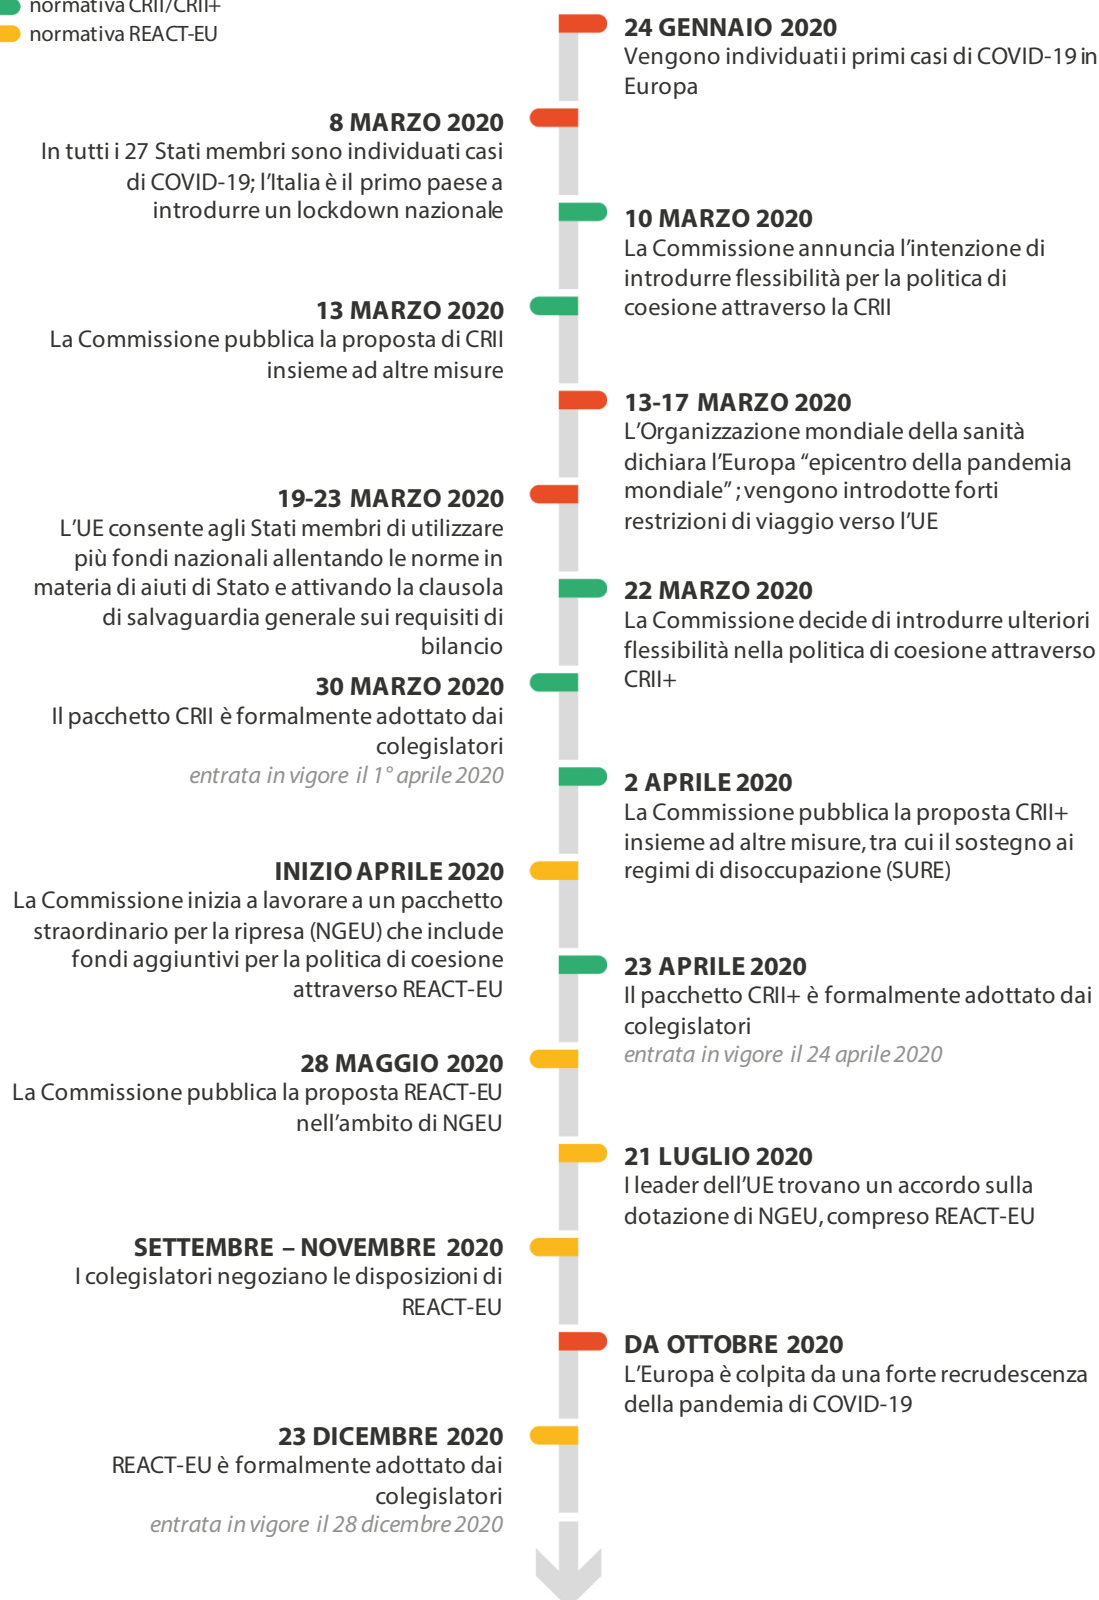 normativa CRII/CRII+
normativa REACT-EU
24 GENNAIO 2020
Vengono individuati i primi casi di COVID-19 in
Europa
8 MARZO 2020
In tutti i 27 Stati membri sono individuati casi
di COVID-19; l'Italia è il primo paese a
introdurre un lockdown nazionale
10 MARZO 2020
La Commissione annuncia l'intenzione di
introdurre flessibilità per la politica di
coesione attraverso la CRII
13 MARZO 2020
La Commissione pubblica la proposta di CRII
insieme ad altre misure
13-17 MARZO 2020
L'Organizzazione mondiale della sanità
dichiara l'Europa “epicentro della pandemia
mondiale” ; vengono introdotte forti
restrizioni di viaggio verso l'UE
19-23 MARZO 2020
L'UE consente agli Stati membri di utilizzare
più fondi nazionali allentando le norme in
materia di aiuti di Stato e attivando la clausola
di salvaguardia generale sui requisiti di
bilancio
22 MARZO 2020
La Commissione decide di introdurre ulteriori
flessibilità nella politica di coesione attraverso
CRII+
30 MARZO 2020
Il pacchetto CRII è formalmente adottato dai
colegislatori
entrata in vigore il 1° aprile 2020
2 APRILE 2020
La Commissione pubblica la proposta CRII+
insieme ad altre misure, tra cui il sostegno ai
regimi di disoccupazione (SURE)
INIZIO APRILE 2020
La Commissione inizia a lavorare a un pacchetto
straordinario per la ripresa (NGEU) che include
fondi aggiuntivi per la politica di coesione
attraverso REACT-EU
23 APRILE 2020
Il pacchetto CRII+ è formalmente adottato dai
colegislatori
entrata in vigore il 24 aprile 2020
28 MAGGIO 2020
La Commissione pubblica la proposta REACT-EU
nell'ambito di NGEU
21 LUGLIO 2020
I leader dell'UE trovano un accordo sulla
dotazione di NGEU, compreso REACT-EU
SETTEMBRE – NOVEMBRE 2020
I colegislatori negoziano le disposizioni di
REACT-EU
DA OTTOBRE 2020
L'Europa è colpita da una forte recrudescenza
della pandemia di COVID-19
23 DICEMBRE 2020
REACT-EU è formalmente adottato dai
colegislatori
entrata in vigore il 28 dicembre 2020